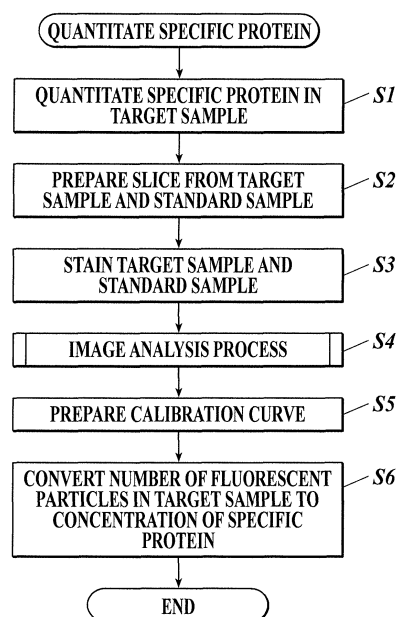 QUANTITATE SPECIFIC PROTEIN
QUANTITATE SPECIFIC PROTEIN IN
TARGET SAMPLE
S1
PREPARE SLICE FROM TARGET
SAMPLE AND STANDARD SAMPLE
S2
STAIN TARGET SAMPLE AND
STANDARD SAMPLE
S3
IMAGE ANALYSIS PROCESS
S4
PREPARE CALIBRATION CURVE
S5
CONVERT NUMBER OF FLUORESCENT
PARTICLES IN TARGET SAMPLE TO
CONCENTRATION OF SPECIFIC
PROTEIN
S6
END